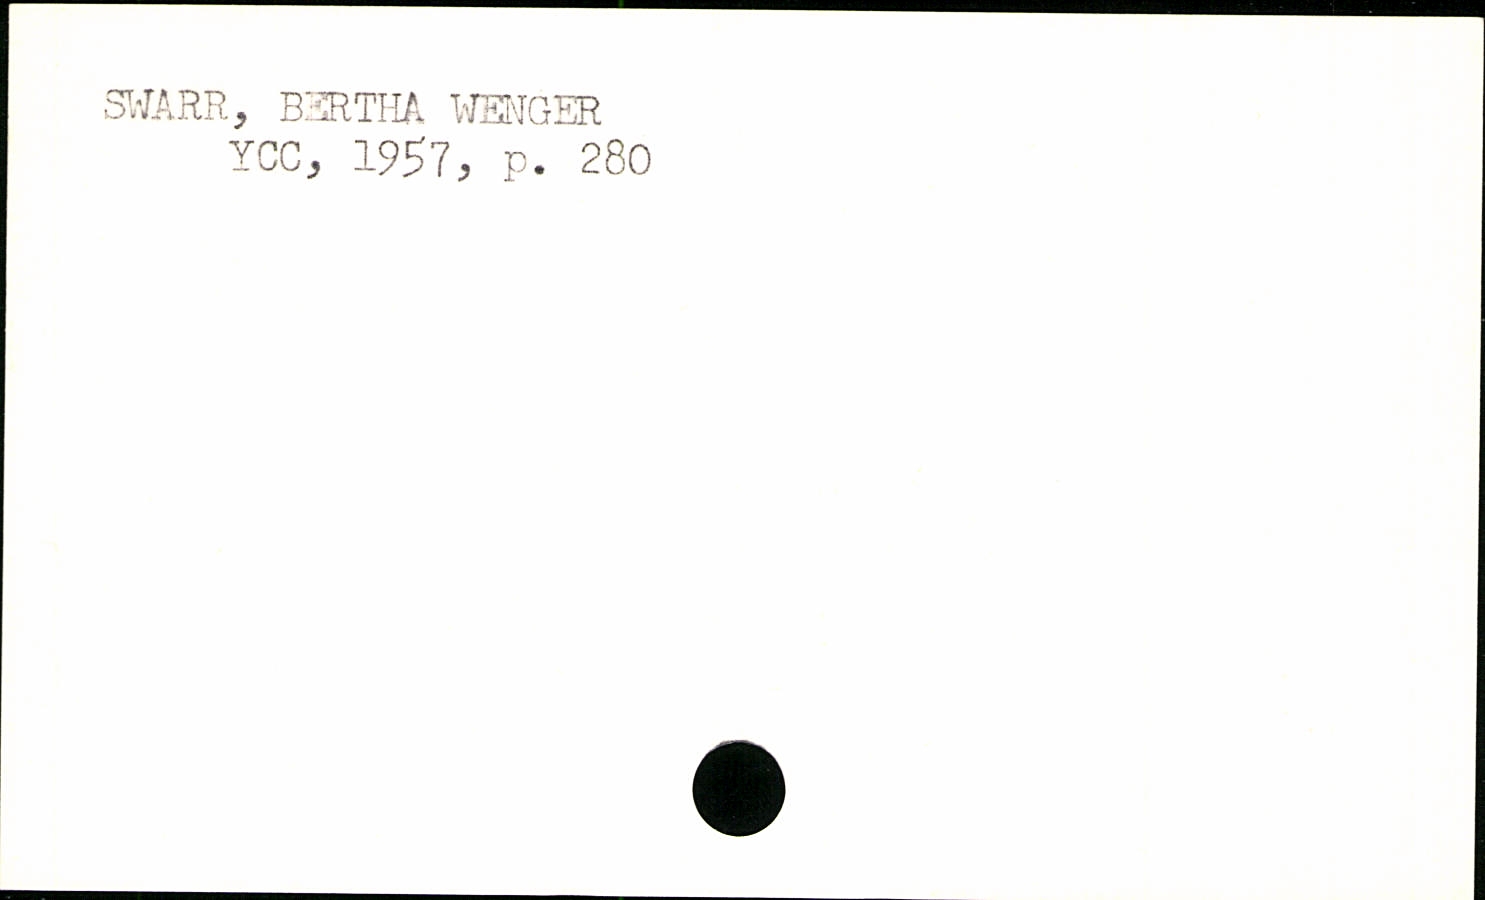 SWARR, BERTHA WENGER
YCC, 1957, p. 280